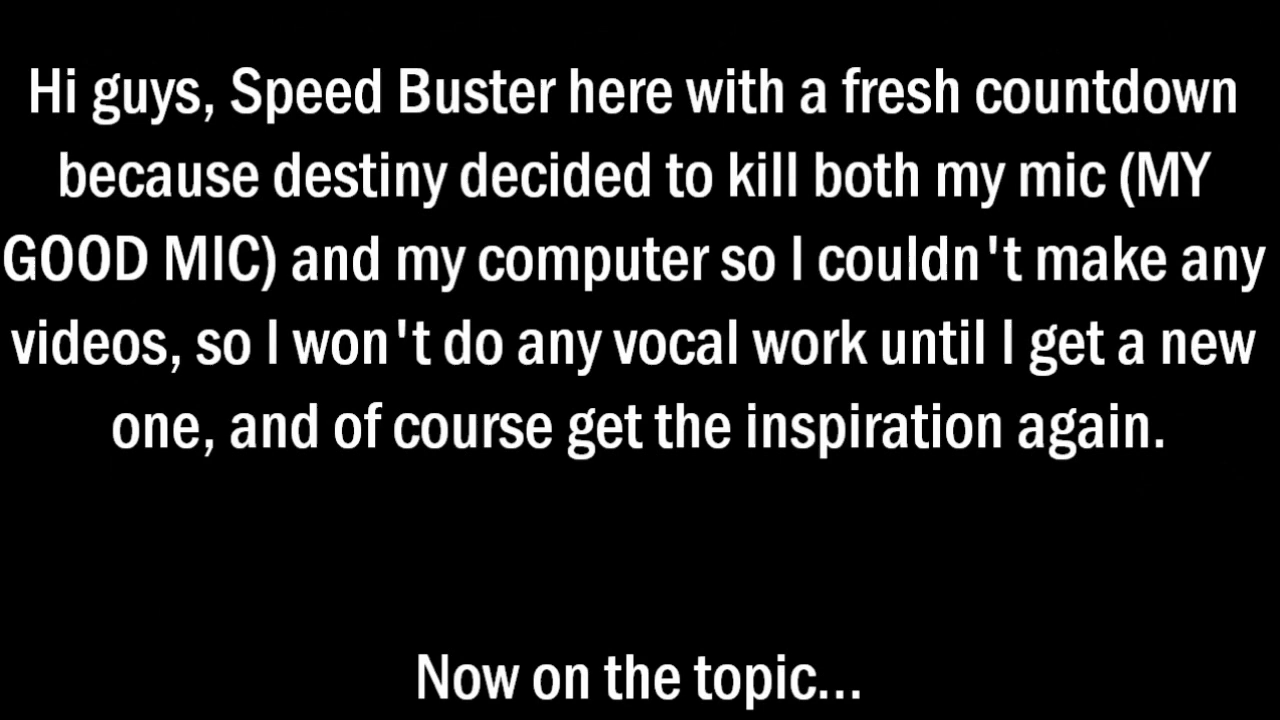 Hi guys, Speed Buster here with a fresh countdown
because destiny decided to kill both my mic (MY
GOOD MIC) and my computer so I couldn't make any
videos, so I won't do any vocal work until I get a new
one, and of course get the inspiration again.
Now on the topic...